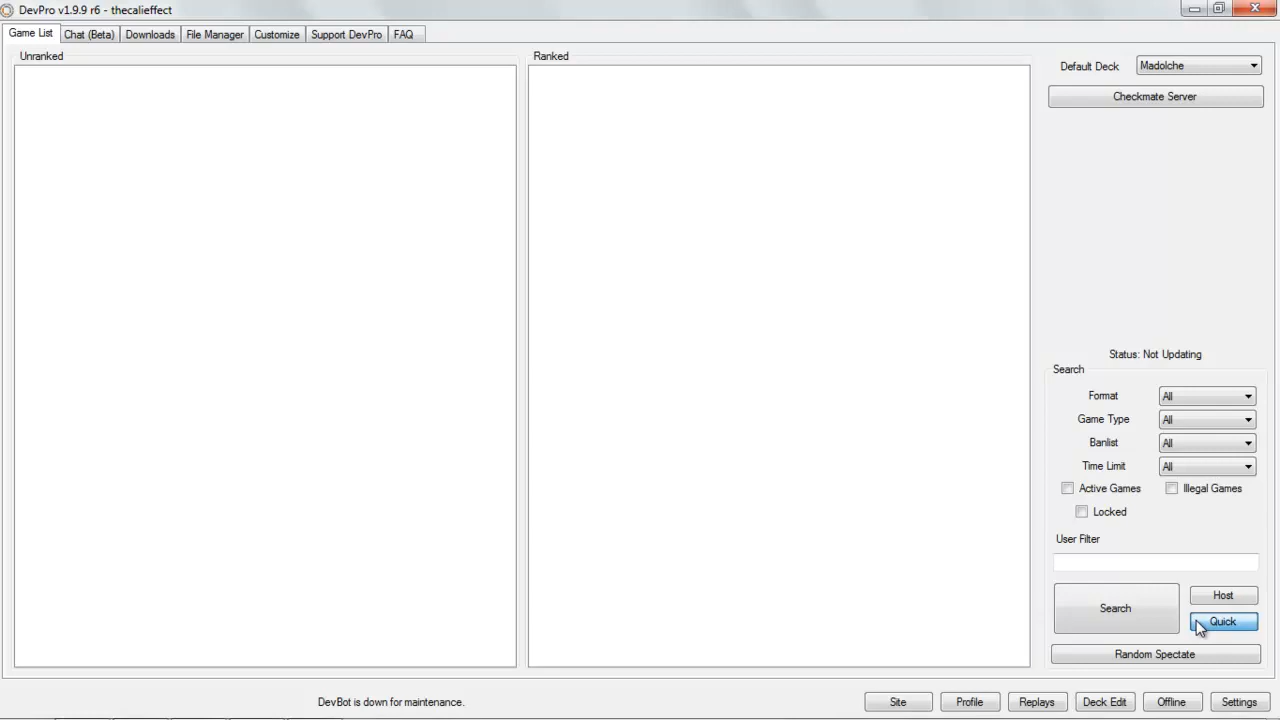 DevPro v1.9.9 r6 - thecalieffect
Game List Chat (Beta) Downloads File Manager Customize Support DevPro FAQ
Unranked
Ranked
Default Deck Madolche
Checkmate Server
Status: Not Updating
Search
Format All
Game Type All
Banlist All
Time Limit All
Active Games Illegal Games
Locked
User Filter
Search
Host
Quick
Random Spectate
DevBot is down for maintenance.
Site Profile Replays Deck Edit Offline Settings